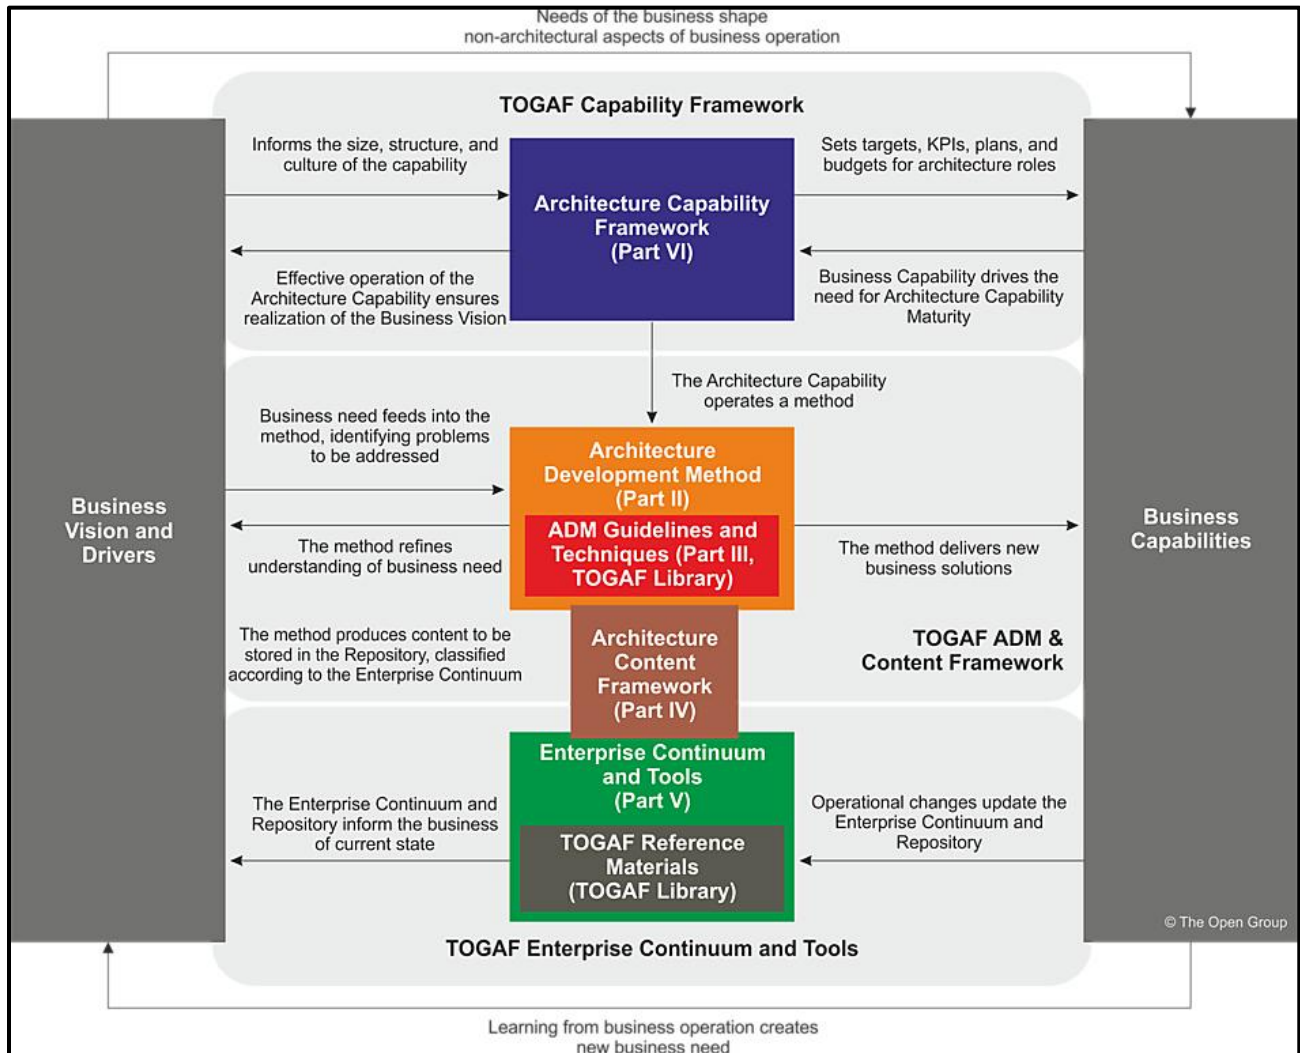 Needs of the business shape
non-architectural aspects of business operation
TOGAF Capability Framework
Informs the size, structure, and
culture of the capability
Architecture Capability
Framework
(Part VI)
Sets targets, KPIs, plans, and
budgets for architecture roles
Effective operation of the
Architecture Capability ensures
realization of the Business Vision
Business Capability drives the
need for Architecture Capability
Maturity
The Architecture Capability
operates a method
Business need feeds into the
method, identifying problems
to be addressed
Architecture
Development Method
(Part II)
ADM Guidelines and
Techniques (Part III,
TOGAF Library)
Business
Vision and
Drivers
Business
Capabilities
The method refines
understanding of business need
The method delivers new
business solutions
The method produces content to be
stored in the Repository, classified
according to the Enterprise Continuum
Architecture
Content
Framework
(Part IV)
TOGAF ADM &
Content Framework
Enterprise Continuum
and Tools
(Part V)
The Enterprise Continuum and
Repository inform the business
of current state
TOGAF Reference
Materials
(TOGAF Library)
Operational changes update the
Enterprise Continuum and
Repository
© The Open Group
TOGAF Enterprise Continuum and Tools
Learning from business operation creates
new business need